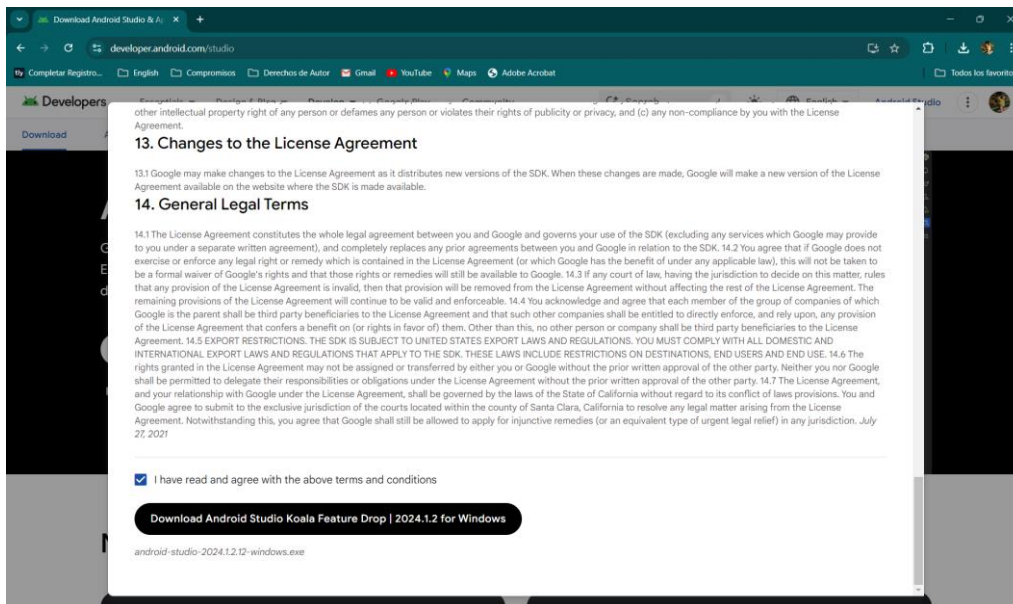 Download Android Studio & A
developer.android.com/studio
Completar Registro...
English
Compromisos
Derechos de Autor
Gmail
YouTube
Maps
Adobe Acrobat
Todos los favorito
Developers
Essentials
Design & Plan
Develop
Google Play
Community
Search
English
Android Studio
Download
other intellectual property right of any person or defames any person or violates their rights of publicity or privacy, and (c) any non-compliance by you with the License
Agreement.
13. Changes to the License Agreement
13.1 Google may make changes to the License Agreement as it distributes new versions of the SDK. When these changes are made, Google will make a new version of the License
Agreement available on the website where the SDK is made available.
14. General Legal Terms
14.1 The License Agreement constitutes the whole legal agreement between you and Google and governs your use of the SDK (excluding any services which Google may provide
to you under a separate written agreement), and completely replaces any prior agreements between you and Google in relation to the SDK. 14.2 You agree that if Google does not
exercise or enforce any legal right or remedy which is contained in the License Agreement (or which Google has the benefit of under any applicable law), this will not be taken to
be a formal waiver of Google's rights and that those rights or remedies will still be available to Google. 14.3 If any court of law, having the jurisdiction to decide on this matter, rules
that any provision of the License Agreement is invalid, then that provision will be removed from the License Agreement without affecting the rest of the License Agreement. The
remaining provisions of the License Agreement will continue to be valid and enforceable. 14.4 You acknowledge and agree that each member of the group of companies of which
Google is the parent shall be third party beneficiaries to the License Agreement and that such other companies shall be entitled to directly enforce, and rely upon, any provision
of the License Agreement that confers a benefit on (or rights in favor of) them. Other than this, no other person or company shall be third party beneficiaries to the License
Agreement. 14.5 EXPORT RESTRICTIONS. THE SDK IS SUBJECT TO UNITED STATES EXPORT LAWS AND REGULATIONS. YOU MUST COMPLY WITH ALL DOMESTIC AND
INTERNATIONAL EXPORT LAWS AND REGULATIONS THAT APPLY TO THE SDK. THESE LAWS INCLUDE RESTRICTIONS ON DESTINATIONS, END USERS AND END USE. 14.6 The
rights granted in the License Agreement may not be assigned or transferred by either you or Google without the prior written approval of the other party. Neither you nor Google
shall be permitted to delegate their responsibilities or obligations under the License Agreement without the prior written approval of the other party. 14.7 The License Agreement,
and your relationship with Google under the License Agreement, shall be governed by the laws of the State of California without regard to its conflict of laws provisions. You and
Google agree to submit to the exclusive jurisdiction of the courts located within the county of Santa Clara, California to resolve any legal matter arising from the License
Agreement. Notwithstanding this, you agree that Google shall still be allowed to apply for injunctive remedies (or an equivalent type of urgent legal relief) in any jurisdiction. July
27, 2021
I have read and agree with the above terms and conditions
Download Android Studio Koala Feature Drop | 2024.1.2 for Windows
android-studio-2024.1.2.12-windows.exe